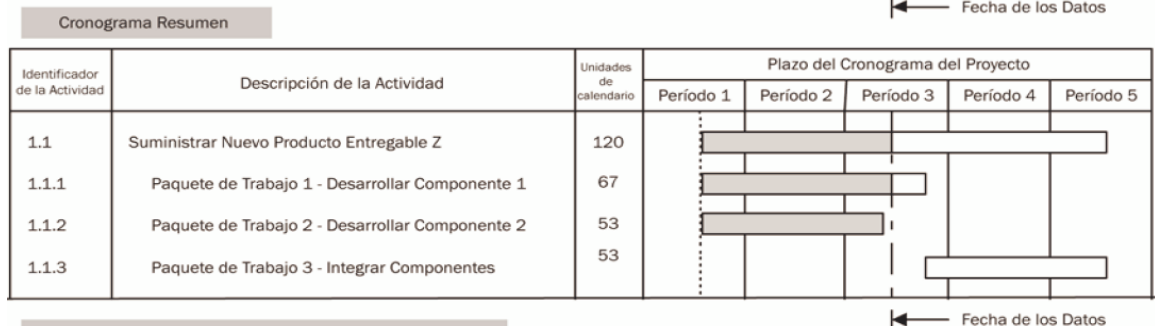 Fecha de los Datos
Cronograma Resumen
Identificador
de la Actividad
Descripción de la Actividad
Unidades
de
calendario
Plazo del Cronograma del Proyecto
Período 1 Período 2 Período 3 Período 4 Período 5
1.1 Suministrar Nuevo Producto Entregable Z 120
1.1.1 Paquete de Trabajo 1 - Desarrollar Componente 1 67
1.1.2 Paquete de Trabajo 2 - Desarrollar Componente 2 53
1.1.3 Paquete de Trabajo 3 - Integrar Componentes 53
Fecha de los Datos